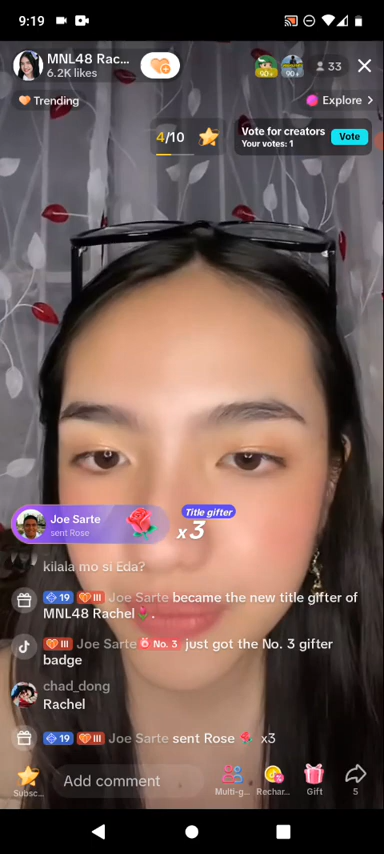 9:19
MNL48 Rac...
6.2K likes
90+
90+
33
Trending
Explore >
4/10
Vote for creators
Your votes: 1
Vote
Joe Sarte
sent Rose
Title gifter
x3
kilala mo si Eda?
19 III Joe Sarte became the new title gifter of
MNL48 Rachel🌷.
III Joe Sarte No. 3 just got the No. 3 gifter
badge
chad_dong
Rachel
19 III Joe Sarte sent Rose 🌹 x3
Subsc...
Add comment
Multi-g...
Rechar...
Gift
5